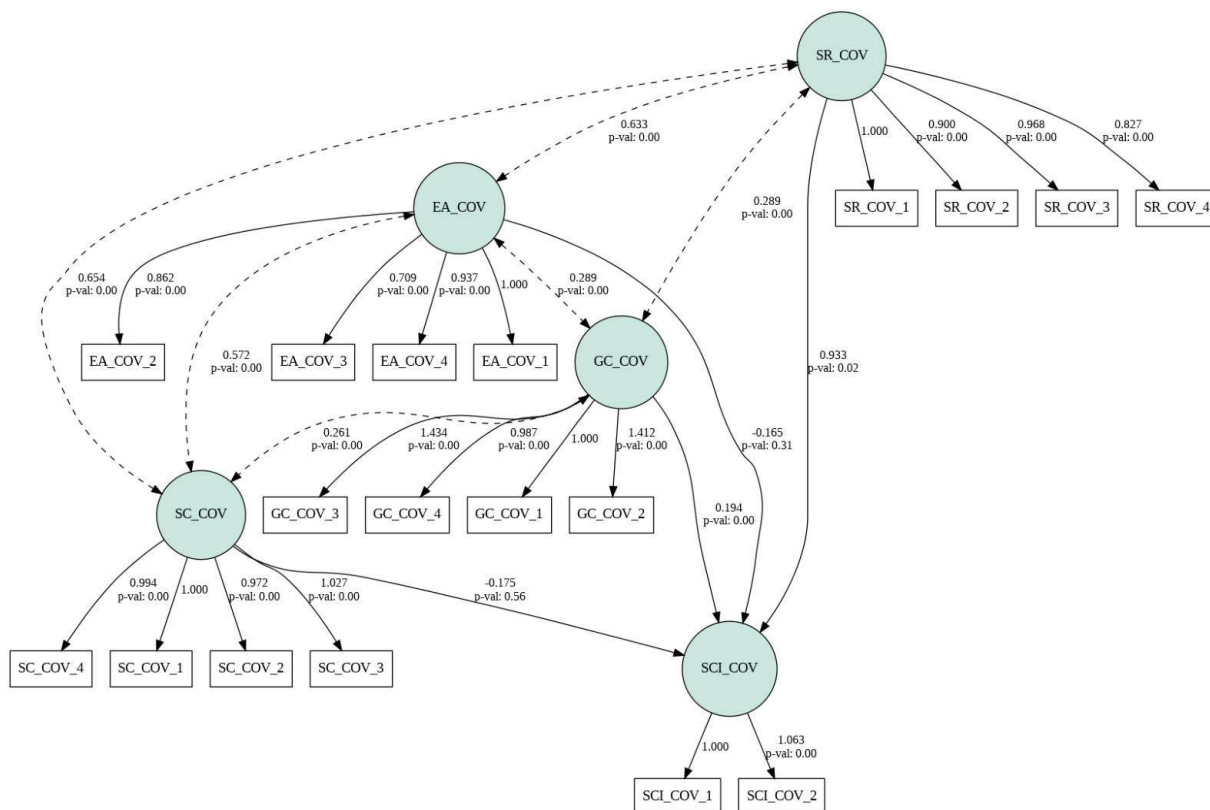 SR_COV
0.633
p-val: 0.00
1.000
0.900
p-val: 0.00
0.968
p-val: 0.00
0.827
p-val: 0.00
SR_COV_1
SR_COV_2
SR_COV_3
SR_COV_4
EA_COV
0.289
p-val: 0.00
0.654
p-val: 0.00
0.862
p-val: 0.00
0.709
p-val: 0.00
0.937
p-val: 0.00
1.000
0.289
p-val: 0.00
EA_COV_2
EA_COV_3
EA_COV_4
EA_COV_1
GC_COV
0.572
p-val: 0.00
0.933
p-val: 0.02
0.261
p-val: 0.00
1.434
p-val: 0.00
0.987
p-val: 0.00
1.000
1.412
p-val: 0.00
-0.165
p-val: 0.31
SC_COV
GC_COV_3
GC_COV_4
GC_COV_1
GC_COV_2
0.194
p-val: 0.00
0.994
p-val: 0.00
1.000
0.972
p-val: 0.00
1.027
p-val: 0.00
-0.175
p-val: 0.56
SC_COV_4
SC_COV_1
SC_COV_2
SC_COV_3
SCI_COV
1.000
1.063
p-val: 0.00
SCI_COV_1
SCI_COV_2